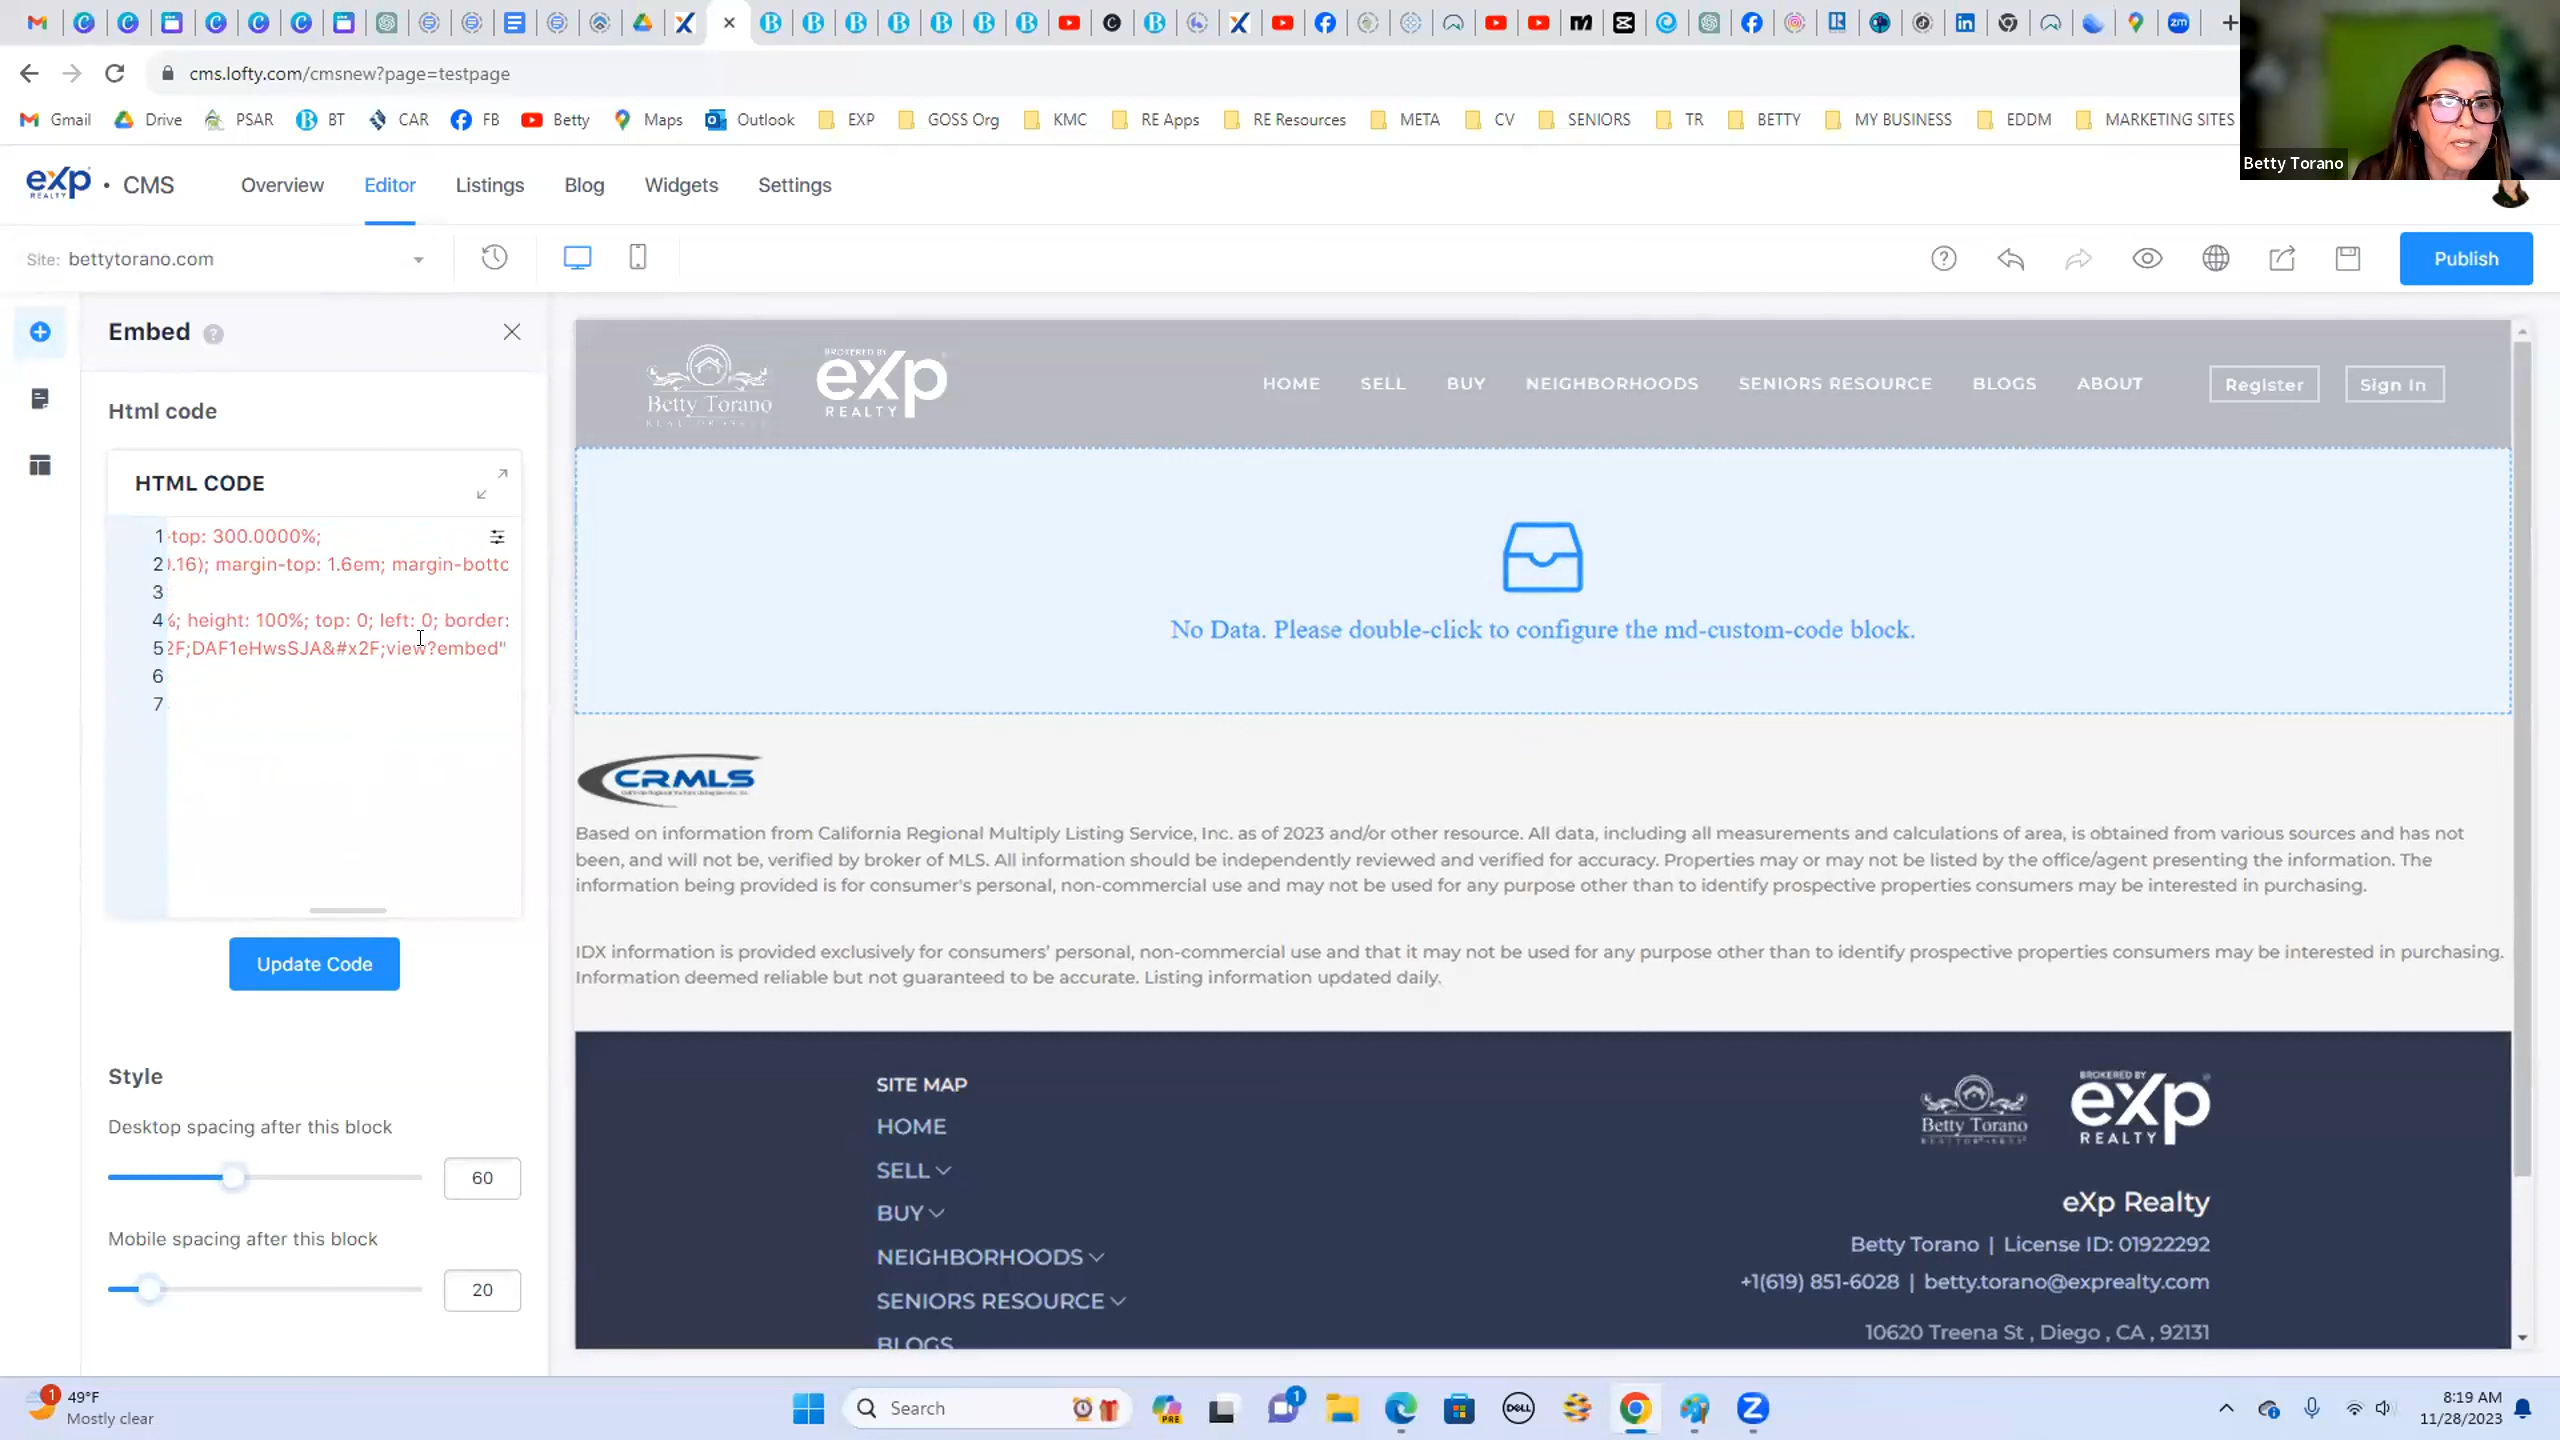 cms.lofty.com/cmsnew?page=testpage
Gmail Drive PSAR BT CAR FB Betty Maps Outlook EXP GOSS Org KMC RE Apps RE Resources META CV SENIORS TR BETTY MY BUSINESS EDDM MARKETING SITES
Betty Torano
exp REALTY • CMS Overview Editor Listings Blog Widgets Settings
Site: bettytorano.com
Publish
Embed ?
Html code
HTML CODE
1 -top: 300.0000%;
2 .16); margin-top: 1.6em; margin-botto
3
4 %; height: 100%; top: 0; left: 0; border:
5 2F;DAF1eHwsSJA&#x2F;view?embed"
6
7
Update Code
Style
Desktop spacing after this block
60
Mobile spacing after this block
20
Betty Torano
BROKERED BY
exp REALTY
HOME SELL BUY NEIGHBORHOODS SENIORS RESOURCE BLOGS ABOUT Register Sign In
No Data. Please double-click to configure the md-custom-code block.
CRMLS
Based on information from California Regional Multiply Listing Service, Inc. as of 2023 and/or other resource. All data, including all measurements and calculations of area, is obtained from various sources and has not
been, and will not be, verified by broker of MLS. All information should be independently reviewed and verified for accuracy. Properties may or may not be listed by the office/agent presenting the information. The
information being provided is for consumer's personal, non-commercial use and may not be used for any purpose other than to identify prospective properties consumers may be interested in purchasing.
IDX information is provided exclusively for consumers' personal, non-commercial use and that it may not be used for any purpose other than to identify prospective properties consumers may be interested in purchasing.
Information deemed reliable but not guaranteed to be accurate. Listing information updated daily.
SITE MAP
HOME
SELL
BUY
NEIGHBORHOODS
SENIORS RESOURCE
BLOGS
Betty Torano
BROKERED BY
exp REALTY
eXp Realty
Betty Torano | License ID: 01922292
+1(619) 851-6028 | betty.torano@exprealty.com
10620 Treena St , Diego , CA , 92131
1 49°F
Mostly clear
Search
PRE
1
DELL
8:19 AM
11/28/2023